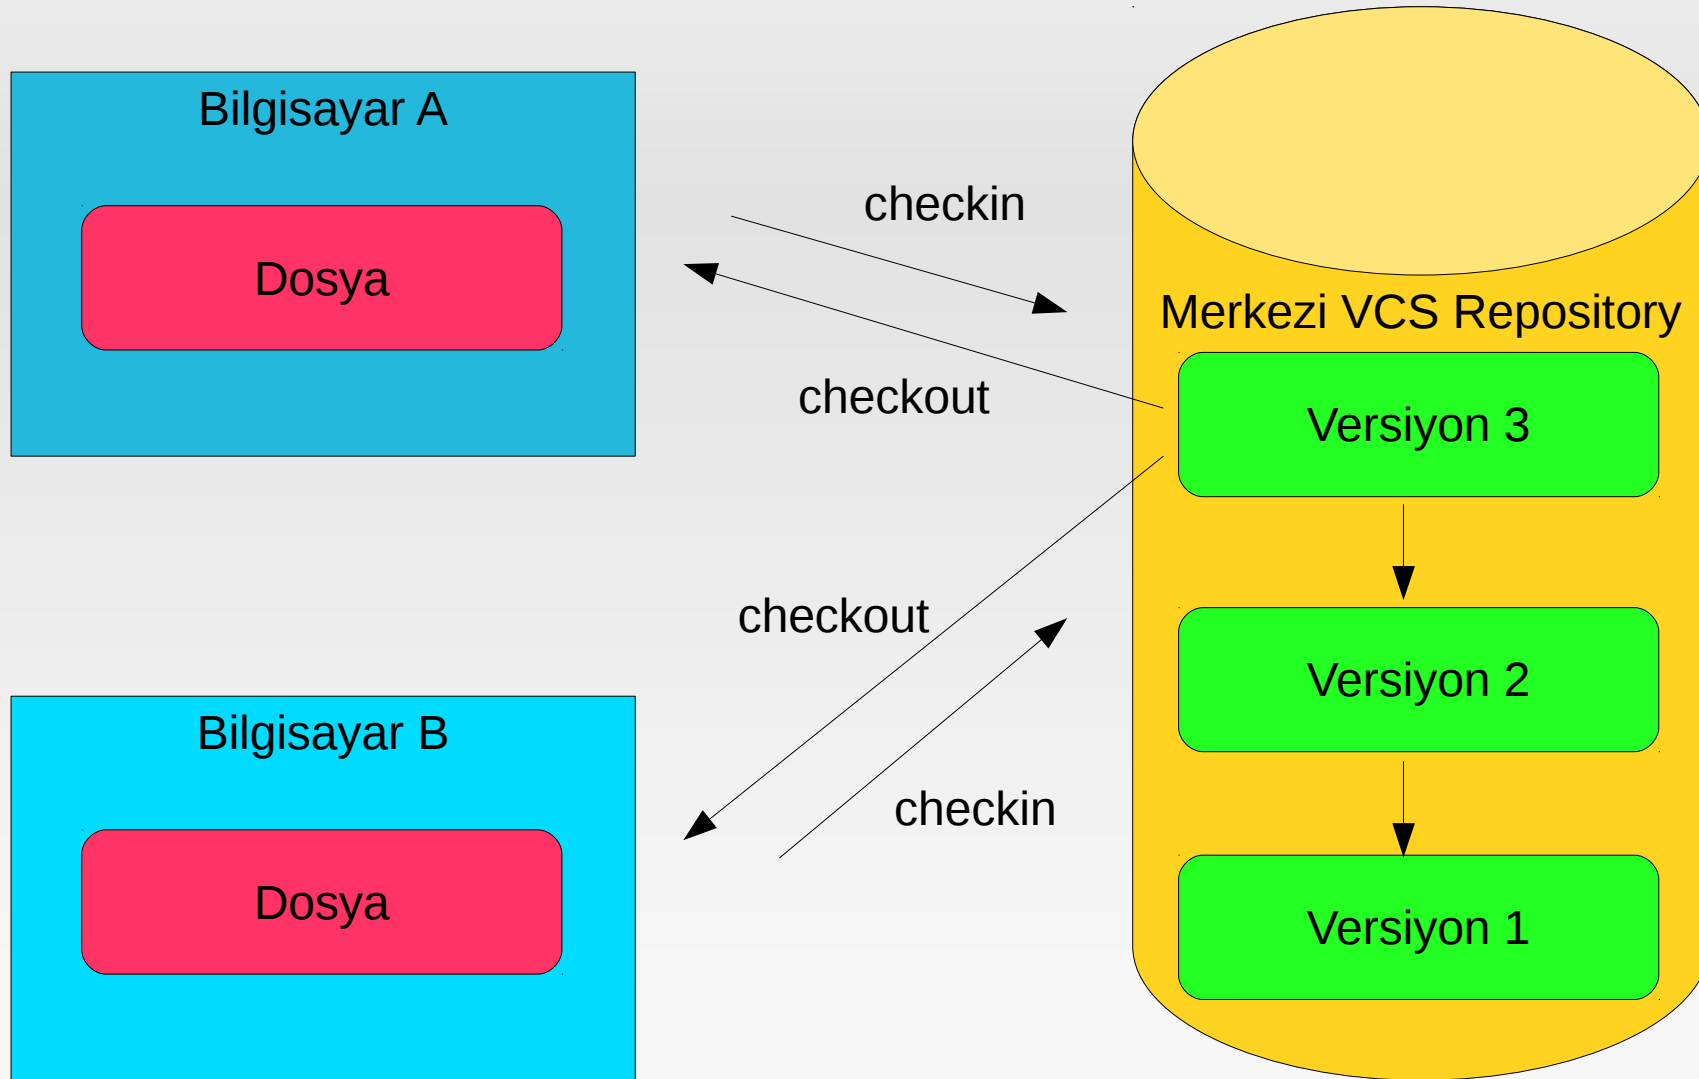 Bilgisayar A
Dosya
checkin
checkout
Merkezi VCS Repository
Versiyon 3
Versiyon 2
Versiyon 1
checkout
checkin
Bilgisayar B
Dosya